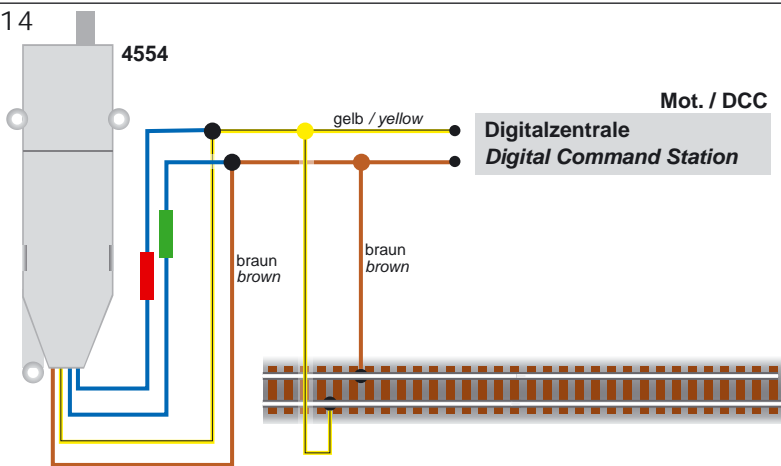 14
4554
gelb / yellow
Mot. / DCC
Digitalzentrale
Digital Command Station
braun
brown
braun
brown